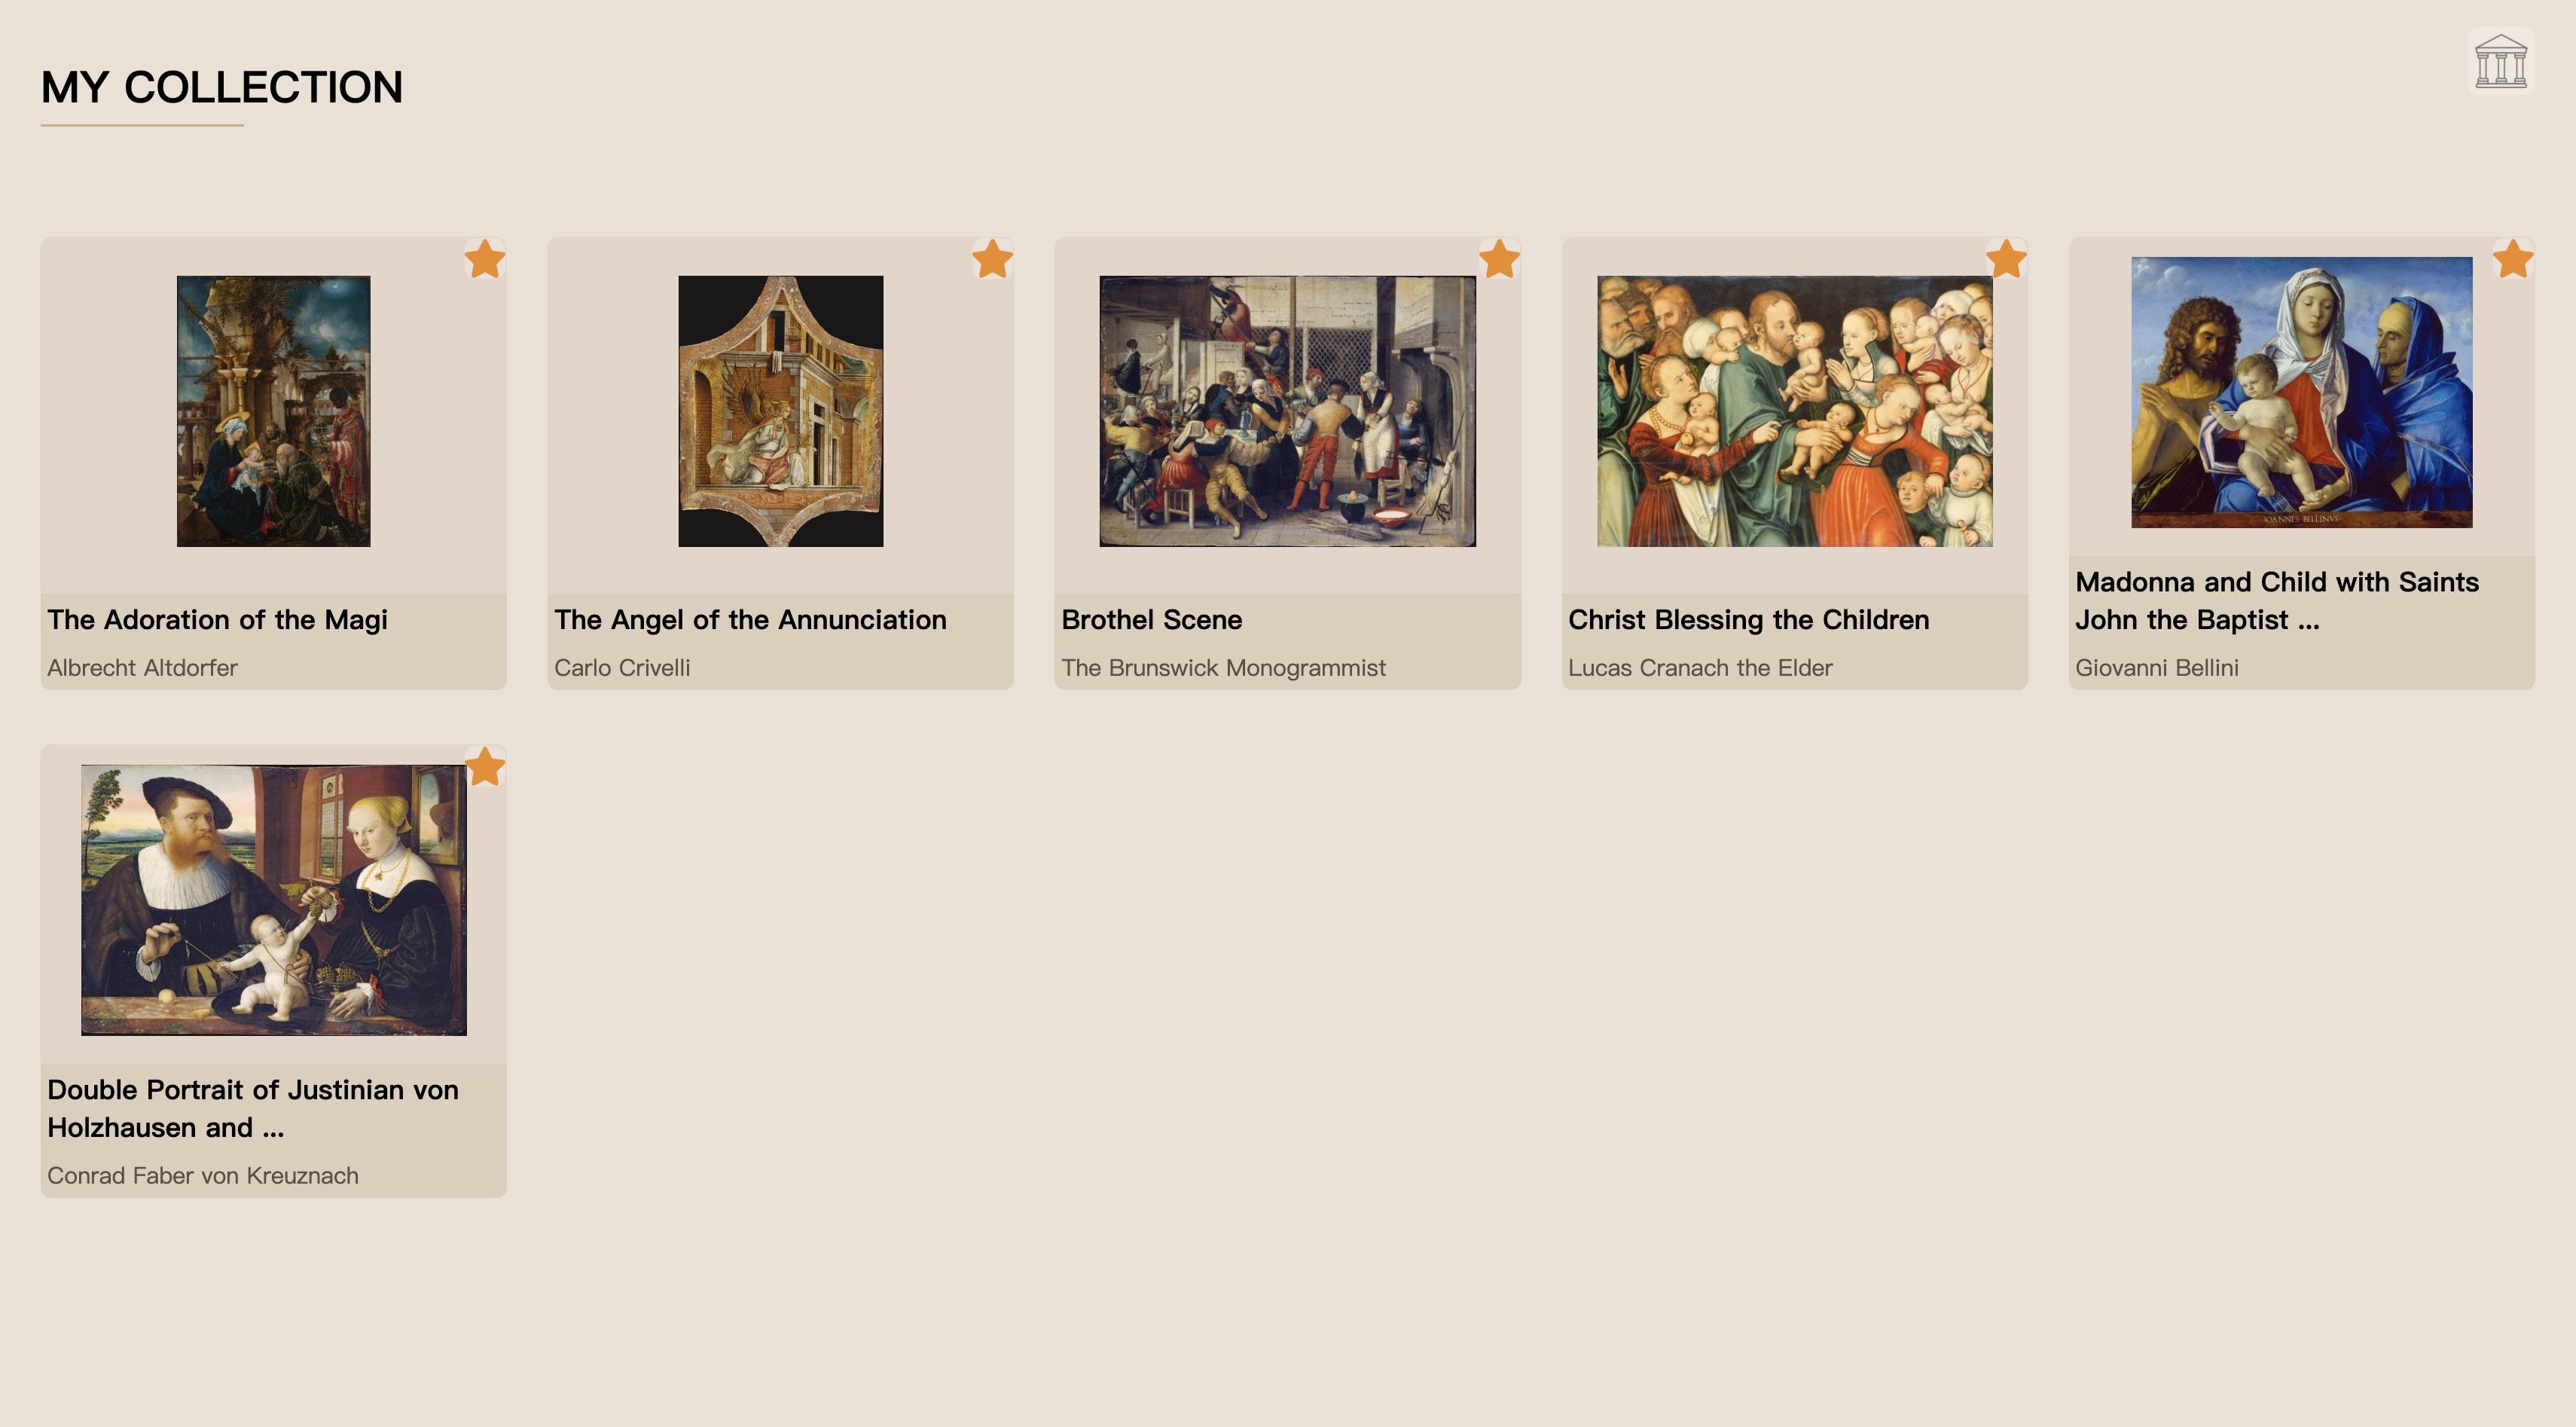 MY COLLECTION
The Adoration of the Magi
Albrecht Altdorfer
The Angel of the Annunciation
Carlo Crivelli
Brothel Scene
The Brunswick Monogrammist
Christ Blessing the Children
Lucas Cranach the Elder
IOANNES BELLINVS
Madonna and Child with Saints
John the Baptist ...
Giovanni Bellini
Double Portrait of Justinian von
Holzhausen and ...
Conrad Faber von Kreuznach